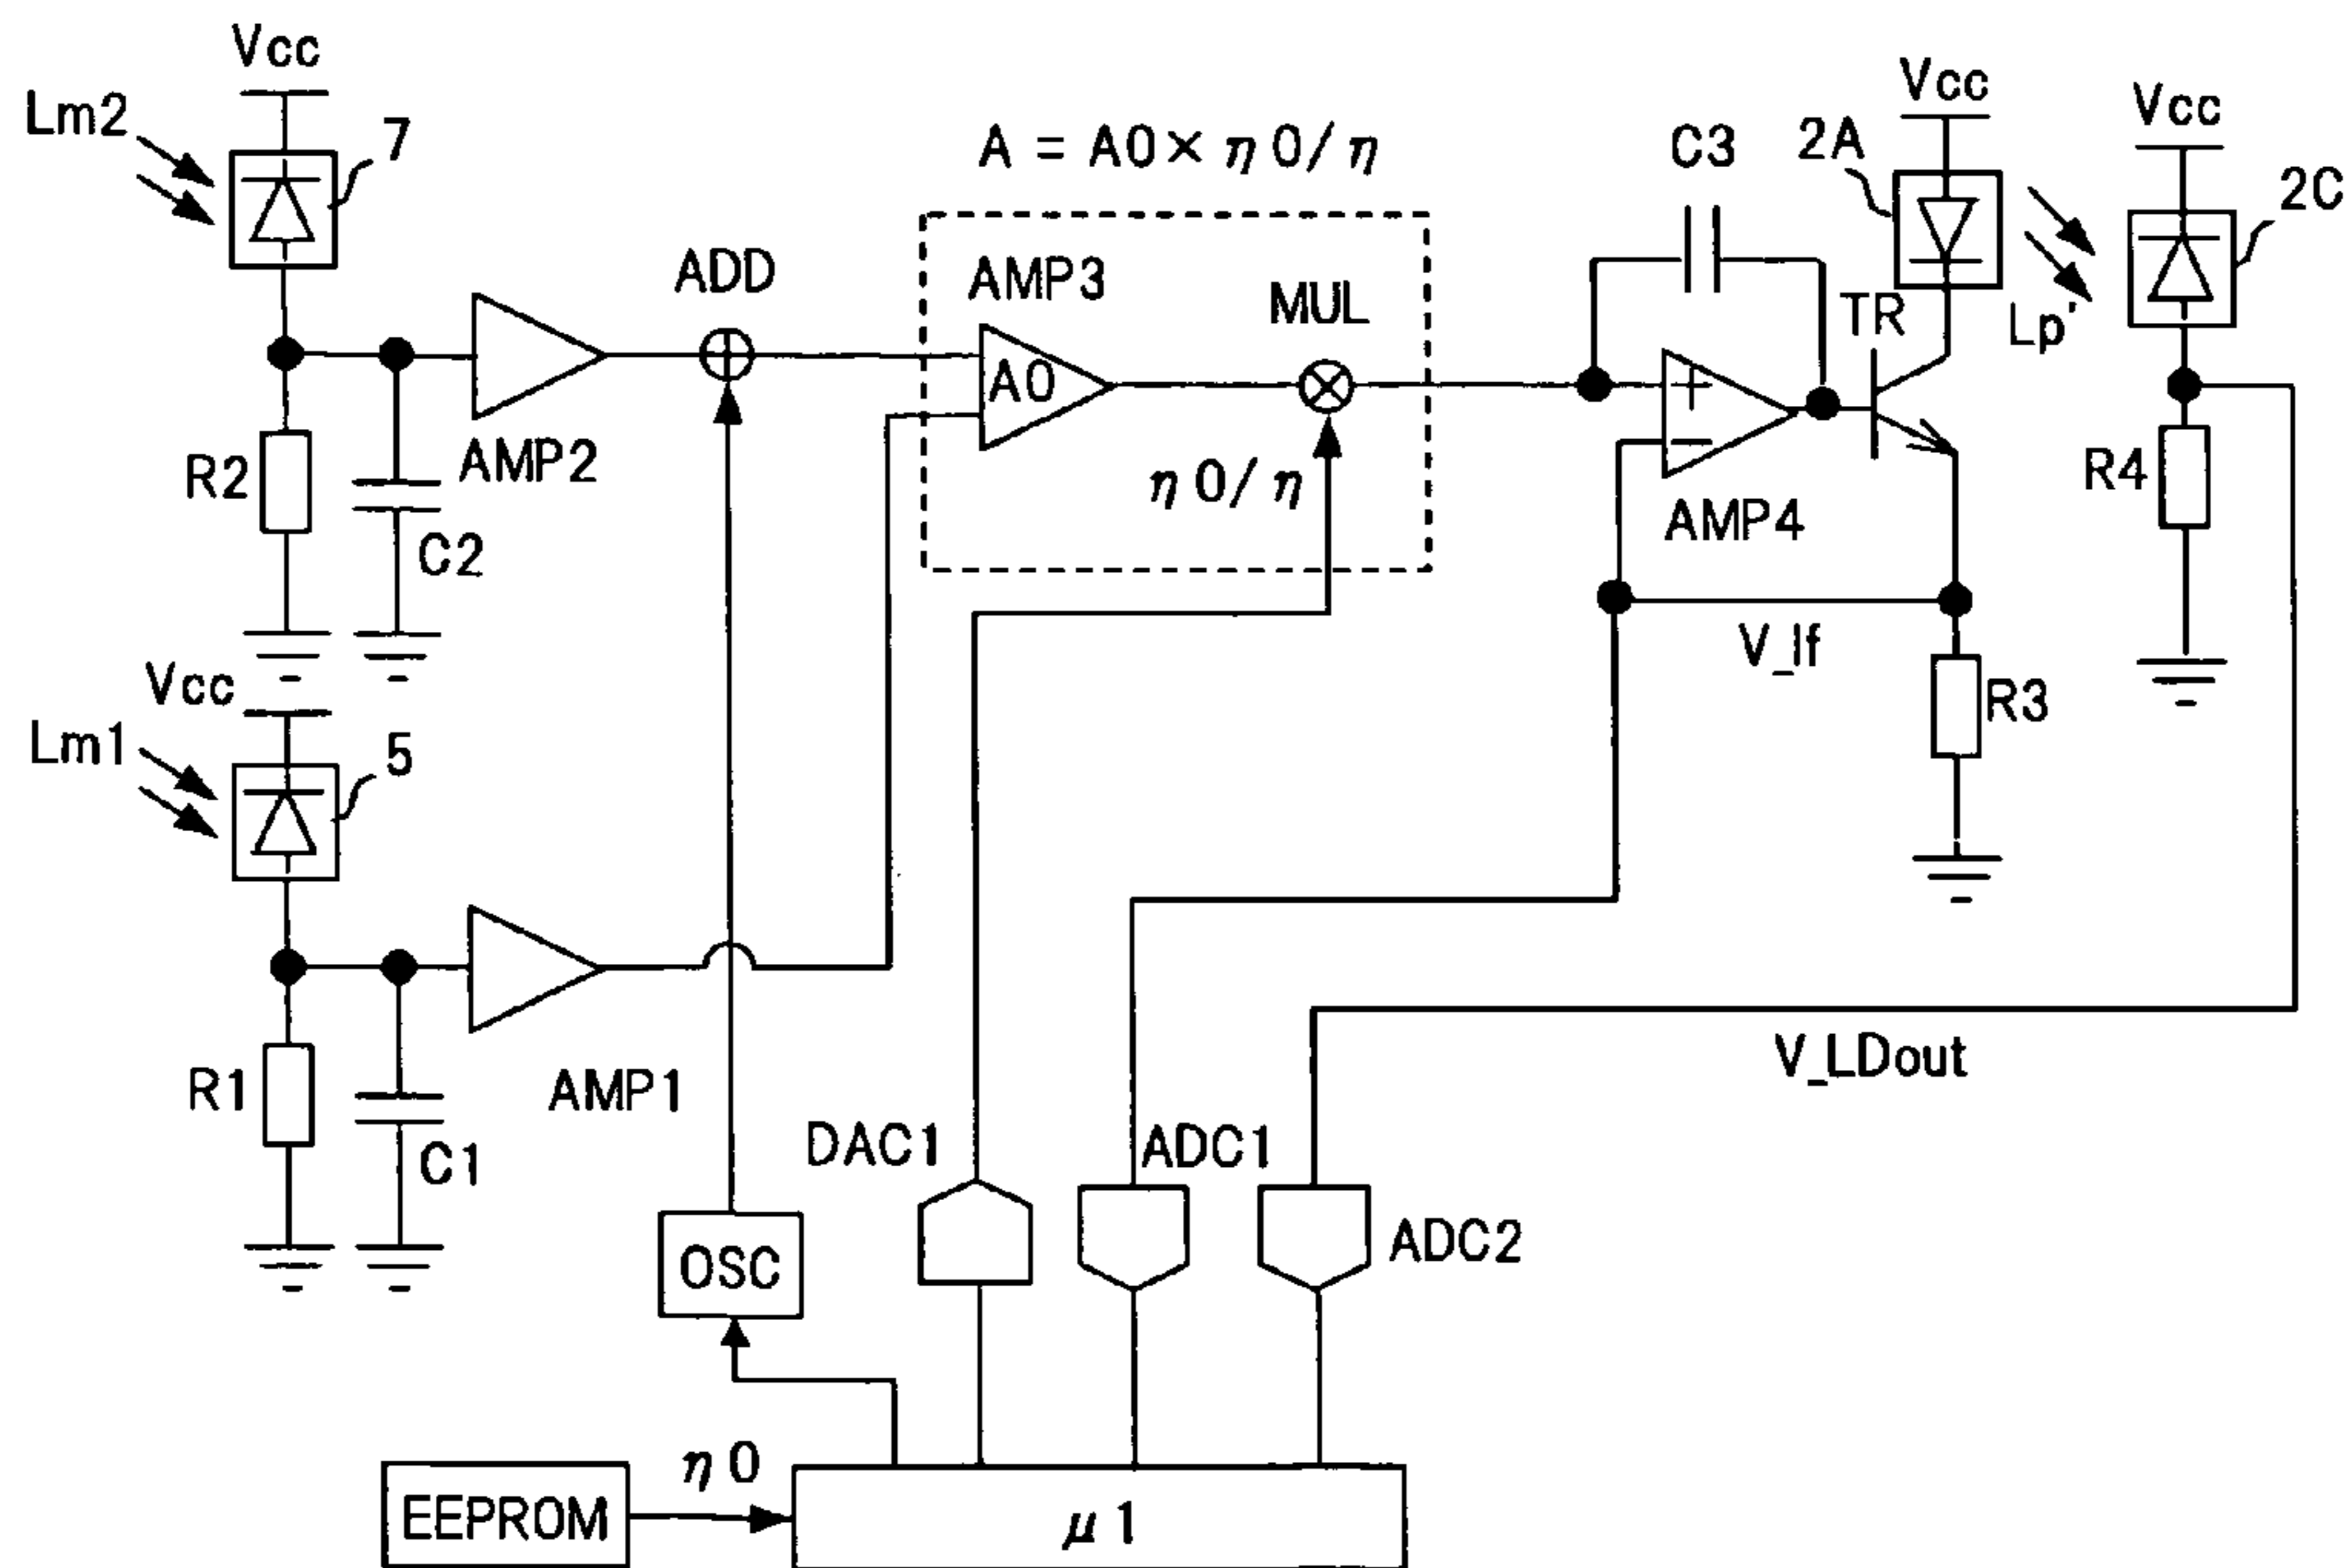 Vcc
Lm2
7
R2
C2
AMP2
ADD
A = A0× η0/η
AMP3
A0
MUL
η0/η
C3
AMP4
Vcc
2A
TR
Lp'
Vcc
2C
R4
V_If
R3
Vcc
Lm1
5
R1
C1
AMP1
V_LDout
DAC1
ADC1
ADC2
OSC
EEPROM
η0
μ1